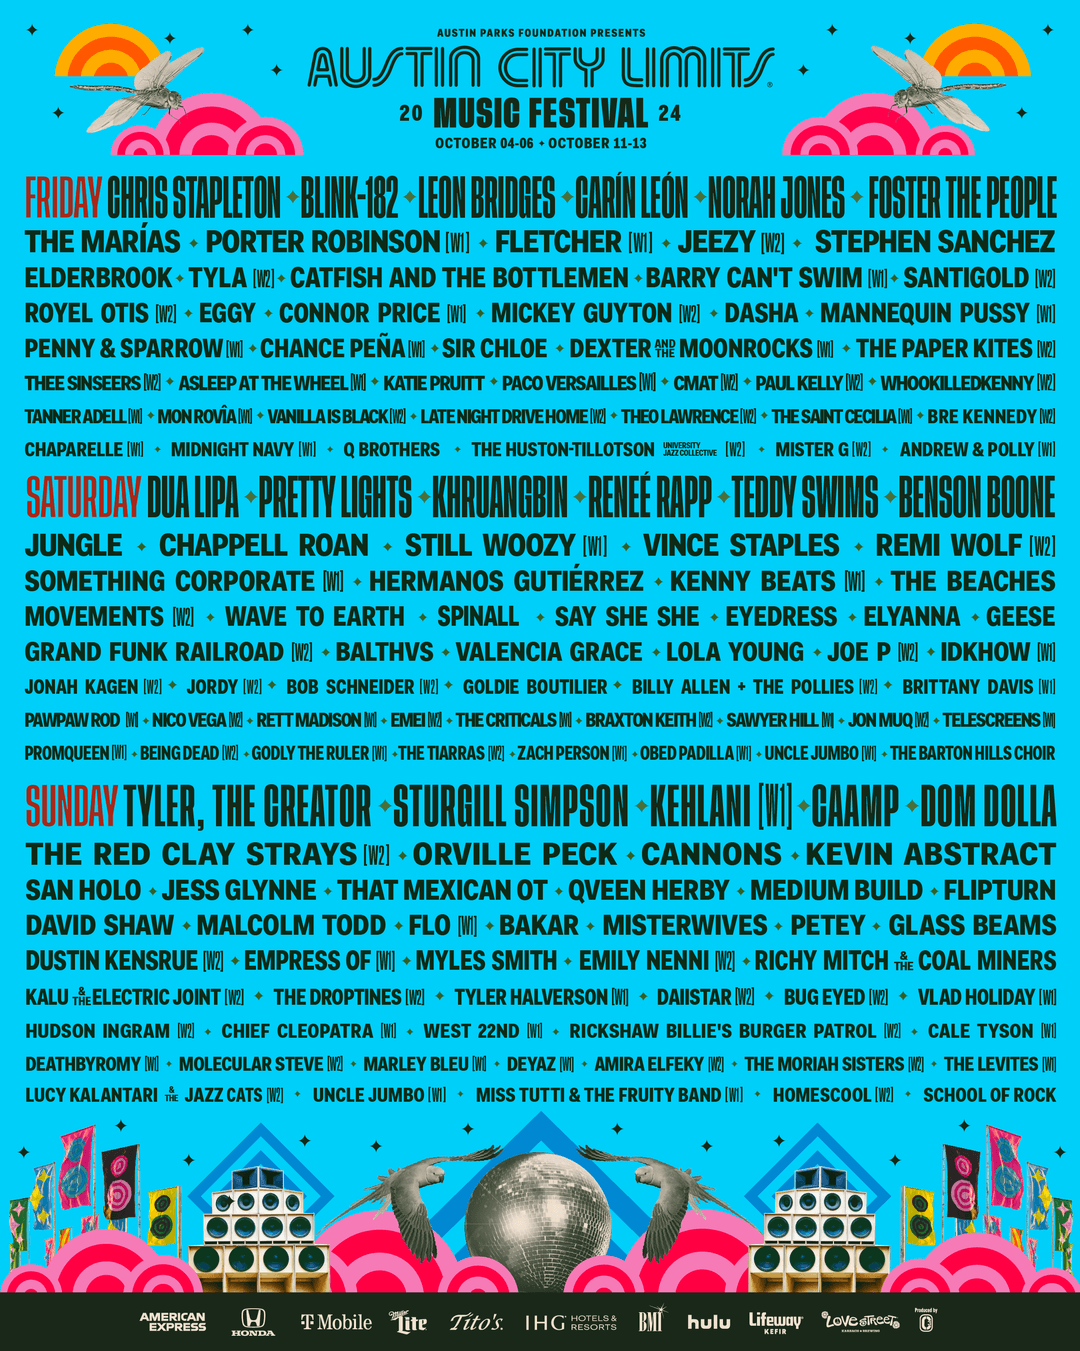 AUSTIN PARKS FOUNDATION PRESENTS
AUSTIN CITY LIMITS®
20 MUSIC FESTIVAL 24
OCTOBER 04-06 ✦ OCTOBER 11-13
FRIDAY CHRIS STAPLETON ✦ BLINK-182 ✦ LEON BRIDGES ✦ CARÍN LEÓN ✦ NORAH JONES ✦ FOSTER THE PEOPLE
THE MARÍAS ✦ PORTER ROBINSON [W1] ✦ FLETCHER [W1] ✦ JEEZY [W2] ✦ STEPHEN SANCHEZ
ELDERBROOK ✦ TYLA [W2] ✦ CATFISH AND THE BOTTLEMEN ✦ BARRY CAN'T SWIM [W1] ✦ SANTIGOLD [W2]
ROYEL OTIS [W2] ✦ EGGY ✦ CONNOR PRICE [W1] ✦ MICKEY GUYTON [W2] ✦ DASHA ✦ MANNEQUIN PUSSY [W1]
PENNY & SPARROW [W1] ✦ CHANCE PEÑA [W1] ✦ SIR CHLOE ✦ DEXTER AND THE MOONROCKS [W1] ✦ THE PAPER KITES [W2]
THEE SINSEERS [W2] ✦ ASLEEP AT THE WHEEL [W1] ✦ KATIE PRUITT ✦ PACO VERSAILLES [W1] ✦ CMAT [W2] ✦ PAUL KELLY [W2] ✦ WHOOKILLEDKENNY [W2]
TANNER ADELL [W1] ✦ MON ROVÎA [W1] ✦ VANILLA IS BLACK [W2] ✦ LATE NIGHT DRIVE HOME [W2] ✦ THEO LAWRENCE [W2] ✦ THE SAINT CECILIA [W1] ✦ BRE KENNEDY [W2]
CHAPARELLE [W1] ✦ MIDNIGHT NAVY [W1] ✦ Q BROTHERS ✦ THE HUSTON-TILLOTSON UNIVERSITY JAZZ COLLECTIVE [W2] ✦ MISTER G [W2] ✦ ANDREW & POLLY [W1]
SATURDAY DUA LIPA ✦ PRETTY LIGHTS ✦ KHRUANGBIN ✦ RENEÉ RAPP ✦ TEDDY SWIMS ✦ BENSON BOONE
JUNGLE ✦ CHAPPELL ROAN ✦ STILL WOOZY [W1] ✦ VINCE STAPLES ✦ REMI WOLF [W2]
SOMETHING CORPORATE [W1] ✦ HERMANOS GUTIÉRREZ ✦ KENNY BEATS [W1] ✦ THE BEACHES
MOVEMENTS [W2] ✦ WAVE TO EARTH ✦ SPINALL ✦ SAY SHE SHE ✦ EYEDRESS ✦ ELYANNA ✦ GEESE
GRAND FUNK RAILROAD [W2] ✦ BALTHVS ✦ VALENCIA GRACE ✦ LOLA YOUNG ✦ JOE P [W2] ✦ IDKHOW [W1]
JONAH KAGEN [W2] ✦ JORDY [W2] ✦ BOB SCHNEIDER [W2] ✦ GOLDIE BOUTILIER ✦ BILLY ALLEN + THE POLLIES [W2] ✦ BRITTANY DAVIS [W1]
PAWPAW ROD [W1] ✦ NICO VEGA [W2] ✦ RETT MADISON [W1] ✦ EMEI [W2] ✦ THE CRITICALS [W1] ✦ BRAXTON KEITH [W2] ✦ SAWYER HILL [W1] ✦ JON MUQ [W2] ✦ TELESCREENS [W1]
PROMQUEEN [W1] ✦ BEING DEAD [W2] ✦ GODLY THE RULER [W1] ✦ THE TIARRAS [W2] ✦ ZACH PERSON [W1] ✦ OBED PADILLA [W1] ✦ UNCLE JUMBO [W1] ✦ THE BARTON HILLS CHOIR
SUNDAY TYLER, THE CREATOR ✦ STURGILL SIMPSON ✦ KEHLANI [W1] ✦ CAAMP ✦ DOM DOLLA
THE RED CLAY STRAYS [W2] ✦ ORVILLE PECK ✦ CANNONS ✦ KEVIN ABSTRACT
SAN HOLO ✦ JESS GLYNNE ✦ THAT MEXICAN OT ✦ QVEEN HERBY ✦ MEDIUM BUILD ✦ FLIPTURN
DAVID SHAW ✦ MALCOLM TODD ✦ FLO [W1] ✦ BAKAR ✦ MISTERWIVES ✦ PETEY ✦ GLASS BEAMS
DUSTIN KENSRUE [W2] ✦ EMPRESS OF [W1] ✦ MYLES SMITH ✦ EMILY NENNI [W2] ✦ RICHY MITCH & THE COAL MINERS
KALU & THE ELECTRIC JOINT [W2] ✦ THE DROPTINES [W2] ✦ TYLER HALVERSON [W1] ✦ DAIISTAR [W2] ✦ BUG EYED [W2] ✦ VLAD HOLIDAY [W1]
HUDSON INGRAM [W2] ✦ CHIEF CLEOPATRA [W1] ✦ WEST 22ND [W1] ✦ RICKSHAW BILLIE'S BURGER PATROL [W2] ✦ CALE TYSON [W1]
DEATHBYROMY [W1] ✦ MOLECULAR STEVE [W2] ✦ MARLEY BLEU [W1] ✦ DEYAZ [W1] ✦ AMIRA ELFEKY [W2] ✦ THE MORIAH SISTERS [W2] ✦ THE LEVITES [W1]
LUCY KALANTARI & THE JAZZ CATS [W2] ✦ UNCLE JUMBO [W1] ✦ MISS TUTTI & THE FRUITY BAND [W1] ✦ HOMESCOOL [W2] ✦ SCHOOL OF ROCK
AMERICAN EXPRESS
HONDA
T Mobile
Miller Lite
Tito's
IHG HOTELS & RESORTS
BMI
hulu
Lifeway KEFIR
LOVE STREET
Produced by